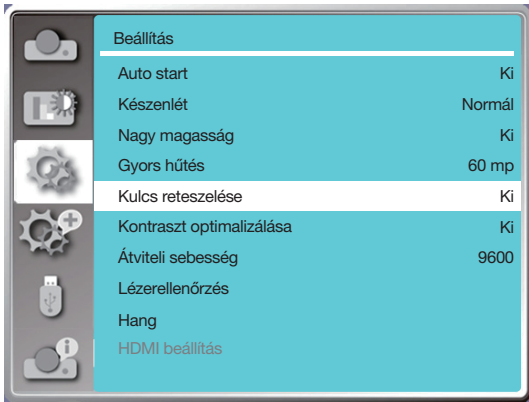 Beállítás
Auto start Ki
Készenlét Normál
Nagy magasság Ki
Gyors hűtés 60 mp
Kulcs reteszelése Ki
Kontraszt optimalizálása Ki
Átviteli sebesség 9600
Lézerellenőrzés
Hang
HDMI beállítás